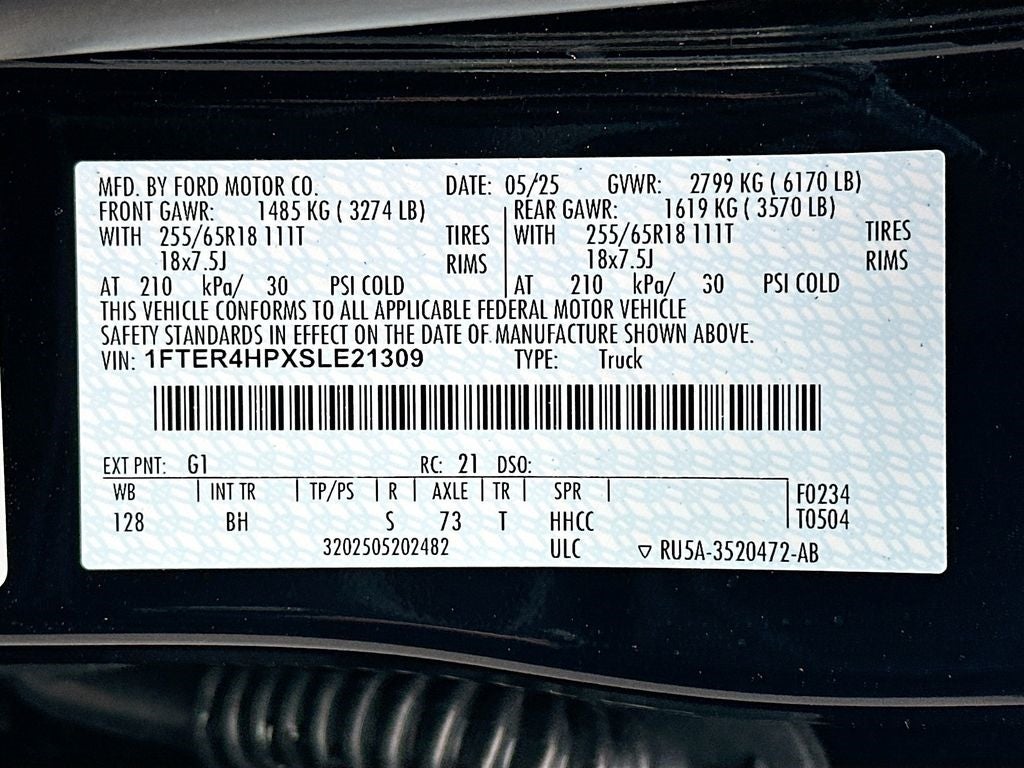 MFD. BY FORD MOTOR CO. DATE: 05/25 GVWR: 2799 KG ( 6170 LB)
FRONT GAWR: 1485 KG ( 3274 LB) REAR GAWR: 1619 KG ( 3570 LB)
WITH 255/65R18 111T TIRES WITH 255/65R18 111T TIRES
18x7.5J RIMS 18x7.5J RIMS
AT 210 kPa/ 30 PSI COLD AT 210 kPa/ 30 PSI COLD
THIS VEHICLE CONFORMS TO ALL APPLICABLE FEDERAL MOTOR VEHICLE
SAFETY STANDARDS IN EFFECT ON THE DATE OF MANUFACTURE SHOWN ABOVE.
VIN: 1FTER4HPXSLE21309 TYPE: Truck
EXT PNT: G1 RC: 21 DSO:
WB INT TR TP/PS R AXLE TR SPR F0234
128 BH S 73 T HHCC T0504
3202505202482 ULC ▽ RU5A-3520472-AB